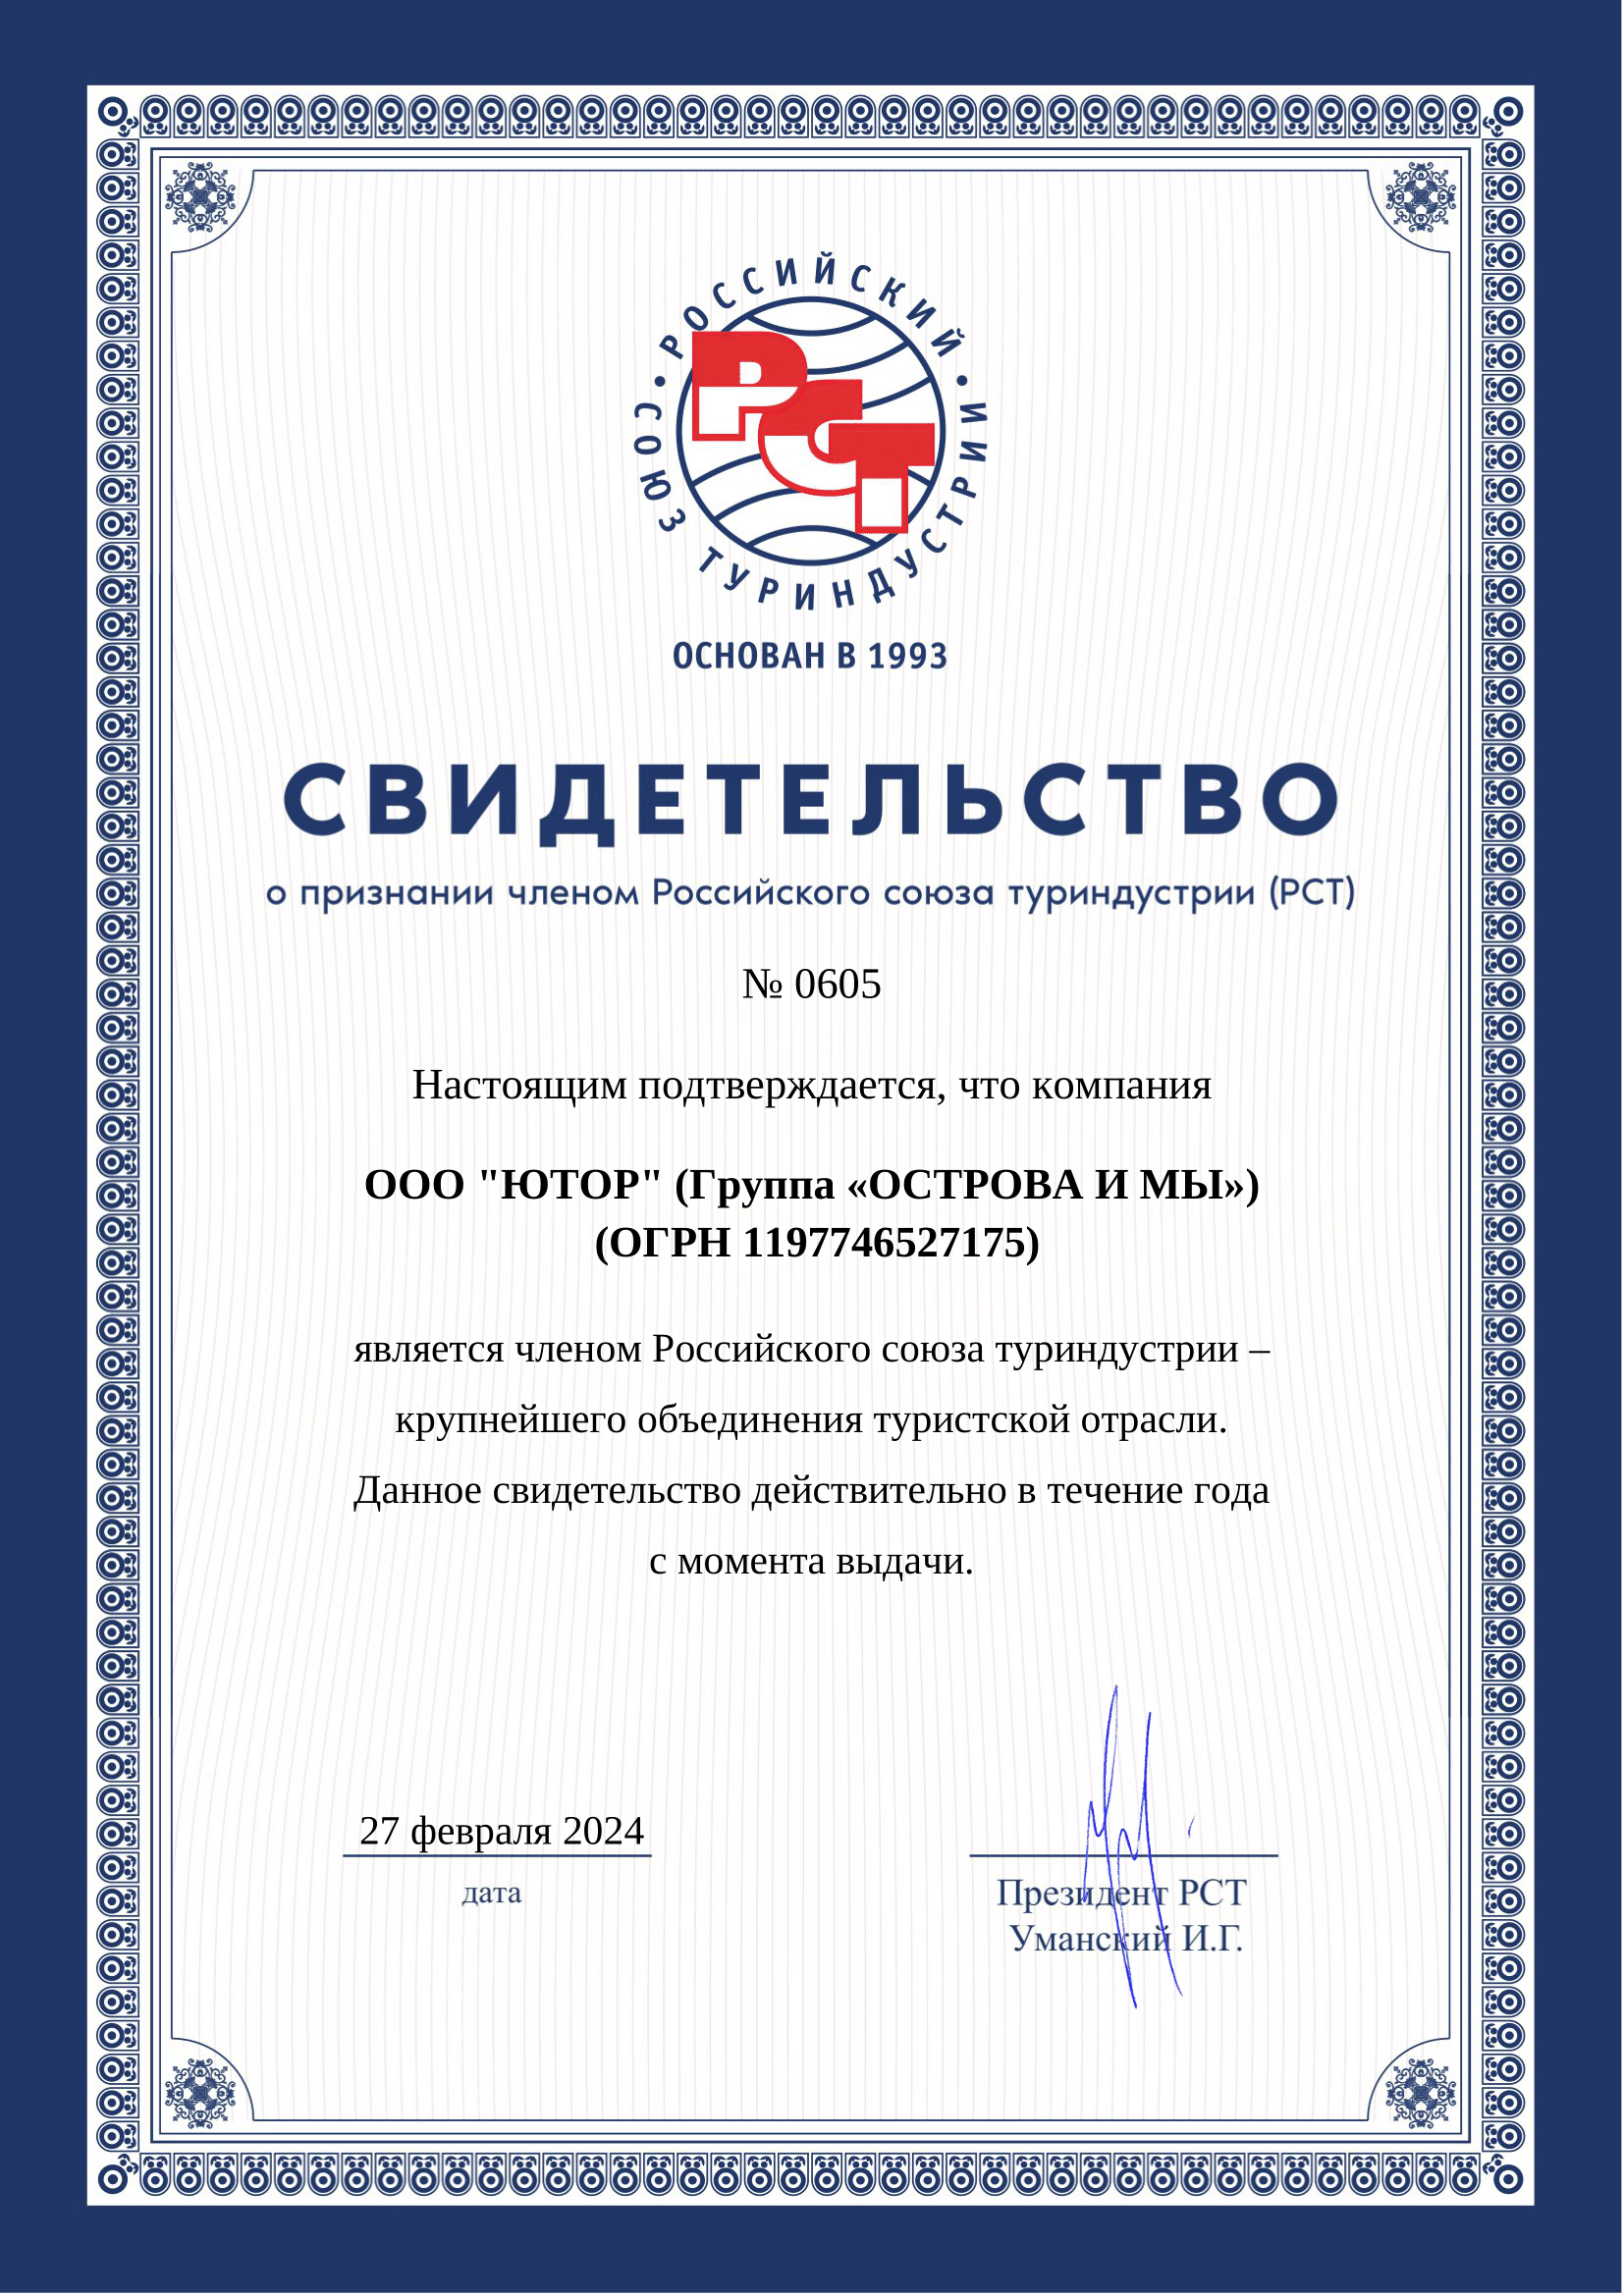 • РОССИЙСКИЙ •
СОЮЗ ТУРИНДУСТРИИ
РСТ
ОСНОВАН В 1993
СВИДЕТЕЛЬСТВО
о признании членом Российского союза туриндустрии (РСТ)
№ 0605
Настоящим подтверждается, что компания
ООО "ЮТОР" (Группа «ОСТРОВА И МЫ»)
(ОГРН 1197746527175)
является членом Российского союза туриндустрии –
крупнейшего объединения туристской отрасли.
Данное свидетельство действительно в течение года
с момента выдачи.
27 февраля 2024
дата
Президент РСТ
Уманский И.Г.